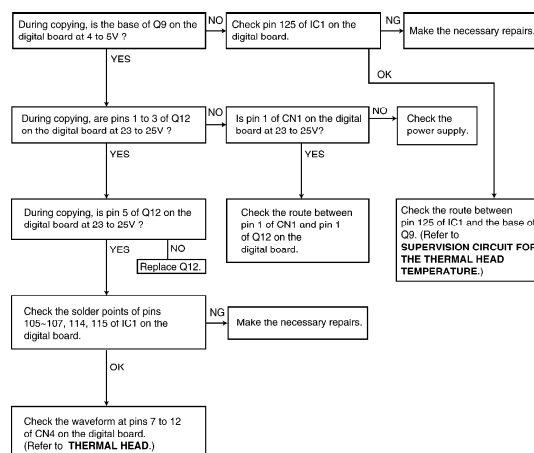 During copying, is the base of Q9 on the
digital board at 4 to 5V ?
NO
Check pin 125 of IC1 on the
digital board.
NG
Make the necessary repairs.
YES
OK
During copying, are pins 1 to 3 of Q12
on the digital board at 23 to 25V ?
NO
Is pin 1 of CN1 on the digital
board at 23 to 25V?
NO
Check the
power supply.
YES
YES
During copying, is pin 5 of Q12 on the
digital board at 23 to 25V ?
Check the route between
pin 1 of CN1 and pin 1
of Q12 on the
digital board.
Check the route between
pin 125 of IC1 and the base of
Q9. (Refer to
SUPERVISION CIRCUIT FOR
THE THERMAL HEAD
TEMPERATURE.)
YES
NO
Replace Q12.
Check the solder points of pins
105~107, 114, 115 of IC1 on the
digital board.
NG
Make the necessary repairs.
OK
Check the waveform at pins 7 to 12
of CN4 on the digital board.
(Refer to THERMAL HEAD.)